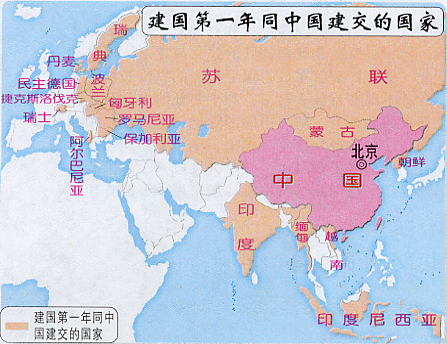 建国第一年同中国建交的国家
瑞典
丹麦
苏联
民主德国
波兰
捷克斯洛伐克
匈牙利
瑞士
罗马尼亚
保加利亚
阿尔巴尼亚
蒙古
北京
朝鲜
中国
印度
缅甸
越南
印度尼西亚
建国第一年同中
国建交的国家